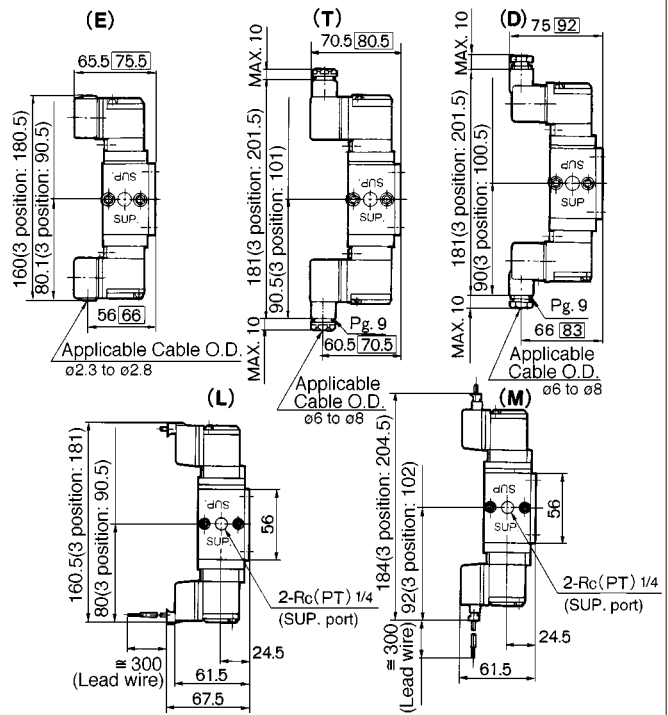 (E)
65.5 75.5
160(3 position: 180.5)
80.1(3 position: 90.5)
SUP.
SUP.
56 66
Applicable Cable O.D.
ø2.3 to ø2.8
(T)
70.5 80.5
MAX. 10
181(3 position: 201.5)
90.5(3 position: 101)
SUP.
SUP.
MAX. 10
Pg. 9
60.5 70.5
Applicable
Cable O.D.
ø6 to ø8
(D)
75 92
MAX. 10
181(3 position: 201.5)
90(3 position: 100.5)
SUP.
SUP.
MAX. 10
Pg. 9
66 83
Applicable
Cable O.D.
ø6 to ø8
(L)
160.5(3 position: 181)
80(3 position: 90.5)
SUP.
SUP.
56
2-Rc(PT) 1/4
(SUP. port)
≅ 300
(Lead wire)
24.5
61.5
67.5
(M)
184(3 position: 204.5)
92(3 position: 102)
SUP.
SUP.
56
2-Rc(PT) 1/4
(SUP. port)
≅ 300
(Lead wire)
24.5
61.5